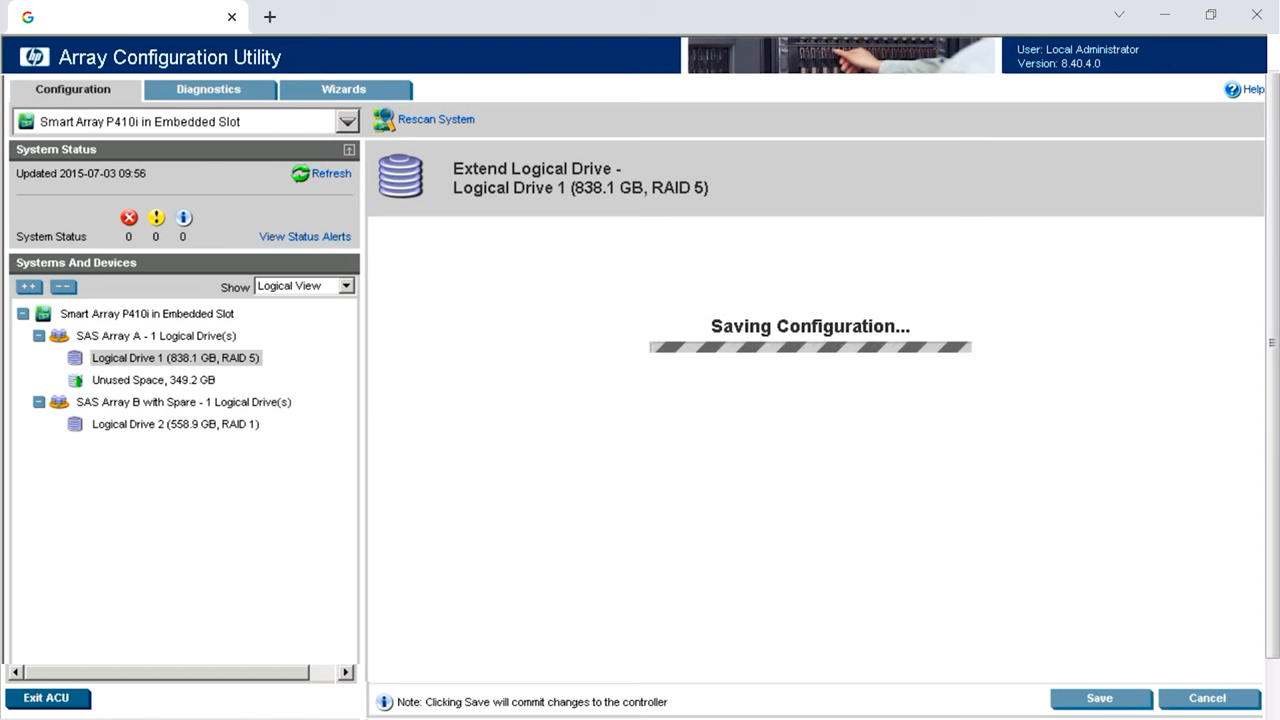 hp Array Configuration Utility
User: Local Administrator
Version: 8.40.4.0
Configuration
Diagnostics
Wizards
Help
Smart Array P410i in Embedded Slot
Rescan System
System Status
Updated 2015-07-03 09:56
Refresh
System Status 0 0 0 View Status Alerts
Systems And Devices
Show Logical View
Smart Array P410i in Embedded Slot
SAS Array A - 1 Logical Drive(s)
Logical Drive 1 (838.1 GB, RAID 5)
Unused Space, 349.2 GB
SAS Array B with Spare - 1 Logical Drive(s)
Logical Drive 2 (558.9 GB, RAID 1)
Exit ACU
Extend Logical Drive -
Logical Drive 1 (838.1 GB, RAID 5)
Saving Configuration...
Note: Clicking Save will commit changes to the controller
Save
Cancel